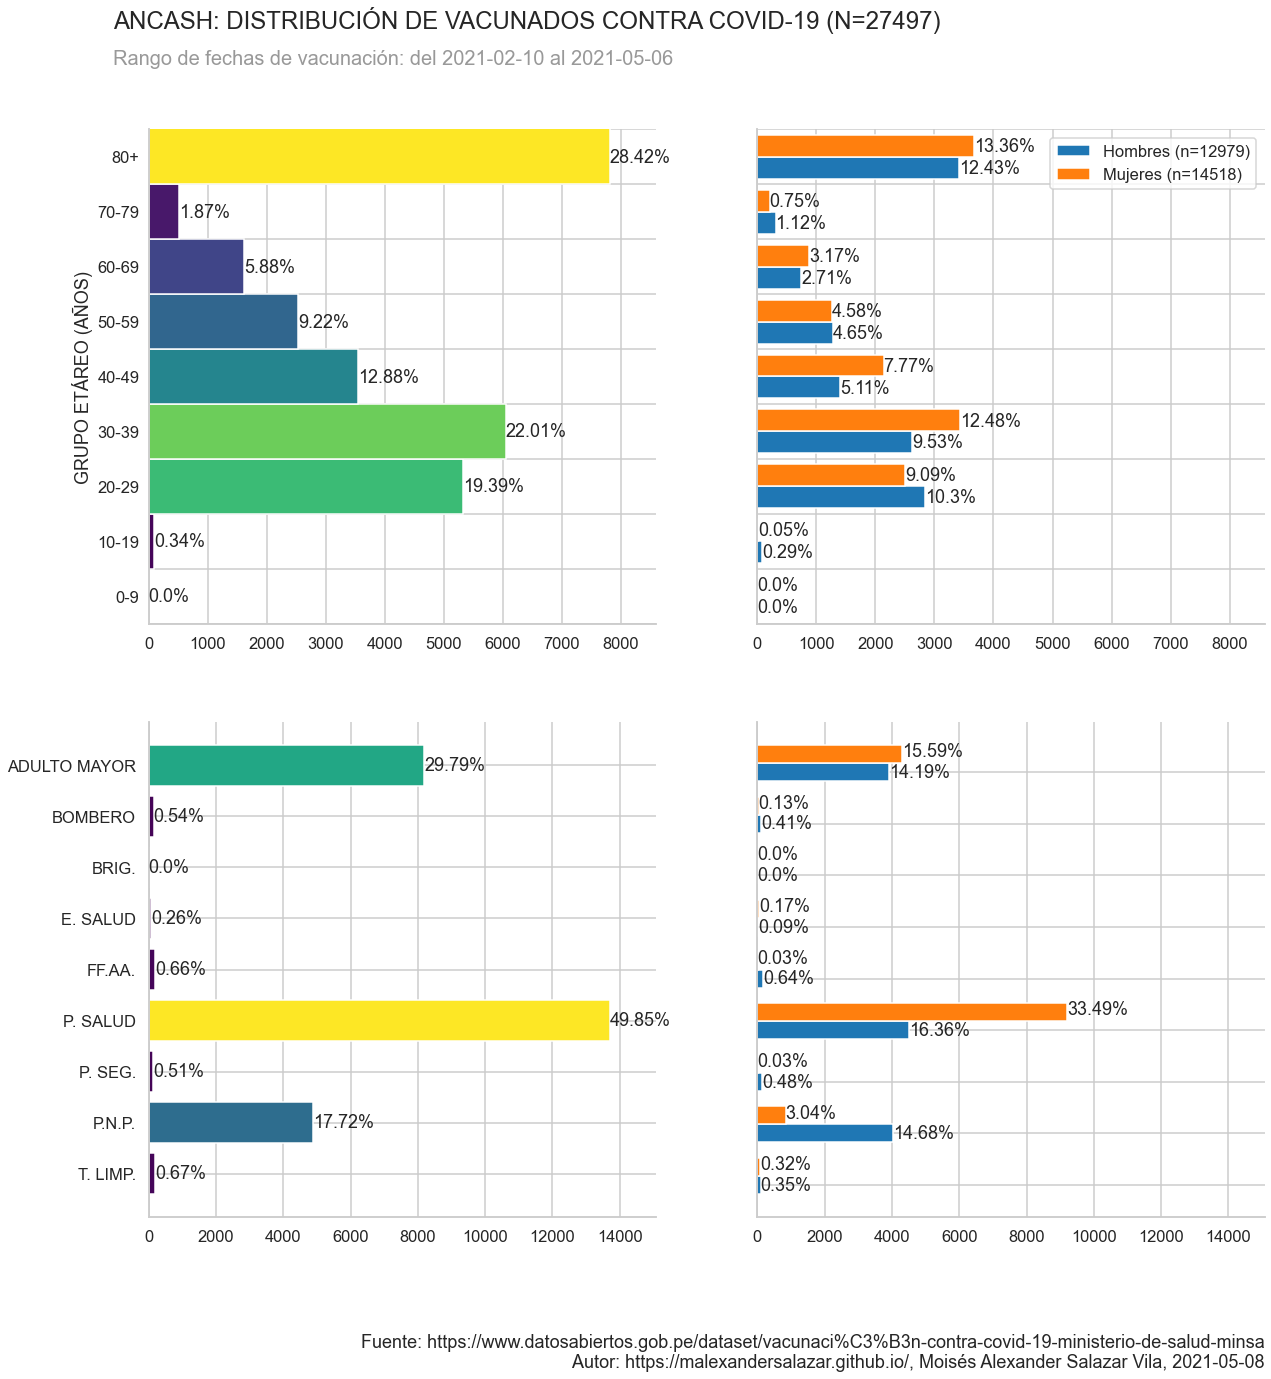 ANCASH: DISTRIBUCIÓN DE VACUNADOS CONTRA COVID-19 (N=27497)
Rango de fechas de vacunación: del 2021-02-10 al 2021-05-06
GRUPO ETÁREO (AÑOS)
80+ 28.42%
70-79 1.87%
60-69 5.88%
50-59 9.22%
40-49 12.88%
30-39 22.01%
20-29 19.39%
10-19 0.34%
0-9 0.0%
0 1000 2000 3000 4000 5000 6000 7000 8000
Hombres (n=12979)
Mujeres (n=14518)
13.36%
12.43%
0.75%
1.12%
3.17%
2.71%
4.58%
4.65%
7.77%
5.11%
12.48%
9.53%
9.09%
10.3%
0.05%
0.29%
0.0%
0.0%
0 1000 2000 3000 4000 5000 6000 7000 8000
ADULTO MAYOR 29.79%
BOMBERO 0.54%
BRIG. 0.0%
E. SALUD 0.26%
FF.AA. 0.66%
P. SALUD 49.85%
P. SEG. 0.51%
P.N.P. 17.72%
T. LIMP. 0.67%
0 2000 4000 6000 8000 10000 12000 14000
15.59%
14.19%
0.13%
0.41%
0.0%
0.0%
0.17%
0.09%
0.03%
0.64%
33.49%
16.36%
0.03%
0.48%
3.04%
14.68%
0.32%
0.35%
0 2000 4000 6000 8000 10000 12000 14000
Fuente: https://www.datosabiertos.gob.pe/dataset/vacunaci%C3%B3n-contra-covid-19-ministerio-de-salud-minsa
Autor: https://malexandersalazar.github.io/, Moisés Alexander Salazar Vila, 2021-05-08